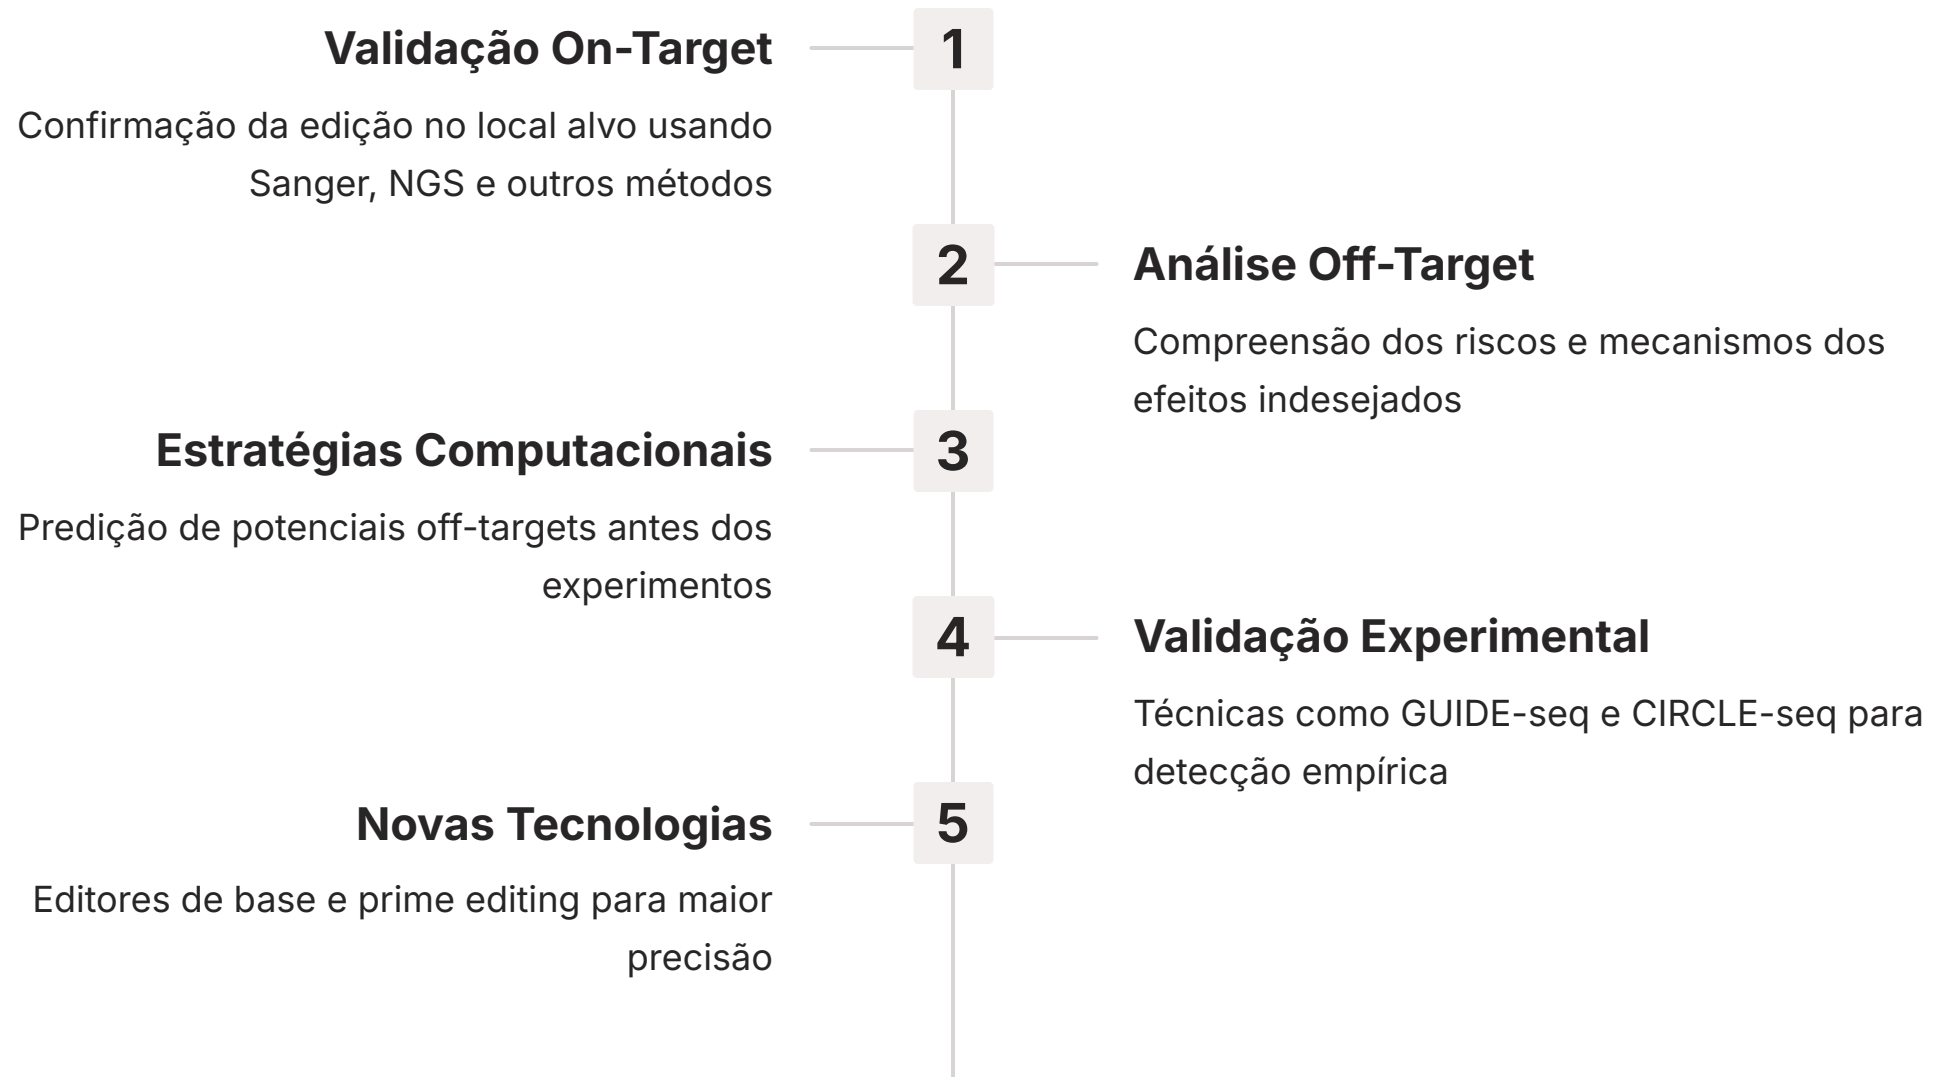 1
Validação On-Target
Confirmação da edição no local alvo usando
Sanger, NGS e outros métodos
2
Análise Off-Target
Compreensão dos riscos e mecanismos dos
efeitos indesejados
3
Estratégias Computacionais
Predição de potenciais off-targets antes dos
experimentos
4
Validação Experimental
Técnicas como GUIDE-seq e CIRCLE-seq para
detecção empírica
5
Novas Tecnologias
Editores de base e prime editing para maior
precisão